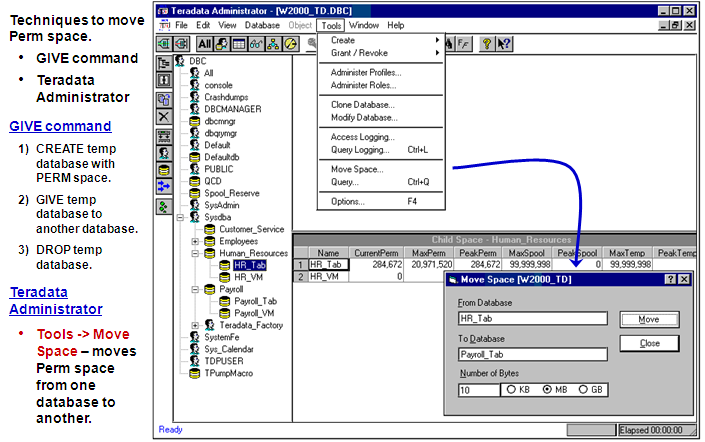 Techniques to move
Perm space.
• GIVE command
• Teradata
Administrator
GIVE command
1) CREATE temp
database with
PERM space.
2) GIVE temp
database to
another database.
3) DROP temp
database.
Teradata
Administrator
• Tools -> Move
Space – moves
Perm space
from one
database to
another.
Teradata Administrator - [W2000_TD.DBC]
File Edit View Database Object Tools Window Help
All
Create
Grant / Revoke
Administer Profiles...
Administer Roles...
Clone Database...
Modify Database...
Access Logging...
Query Logging... Ctrl+L
Move Space...
Query... Ctrl+Q
Options... F4
DBC
All
console
Crashdumps
DBCMANAGER
dbcmngr
dbqymgr
Default
Defaultdb
PUBLIC
QCD
Spool_Reserve
SysAdmin
Sysdba
Customer_Service
Employees
Human_Resources
HR_Tab
HR_VM
Payroll
Payroll_Tab
Payroll_VM
Teradata_Factory
SystemFe
Sys_Calendar
TDPUSER
TPumpMacro
Child Space - Human_Resources
Name CurrentPerm MaxPerm PeakPerm MaxSpool PeakSpool MaxTemp PeakTemp
1 HR_Tab 284,672 20,971,520 284,672 99,999,998 0 99,999,998
2 HR_VM 0
Move Space [W2000_TD]
From Database
HR_Tab
Move
To Database
Payroll_Tab
Close
Number of Bytes
10 KB MB GB
Ready
Elapsed 00:00:00